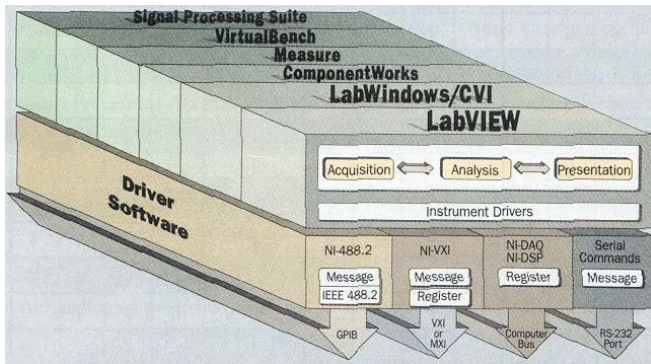 Signal Processing Suite
VirtualBench
Measure
ComponentWorks
LabWindows/CVI
LabVIEW
Acquisition
Analysis
Presentation
Instrument Drivers
Driver
Software
NI-488.2
Message
IEEE 488.2
NI-VXI
Message
Register
NI-DAQ
NI-DSP
Register
Serial
Commands
Message
GPIB
VXI
or
MXI
Computer
Bus
RS-232
Port